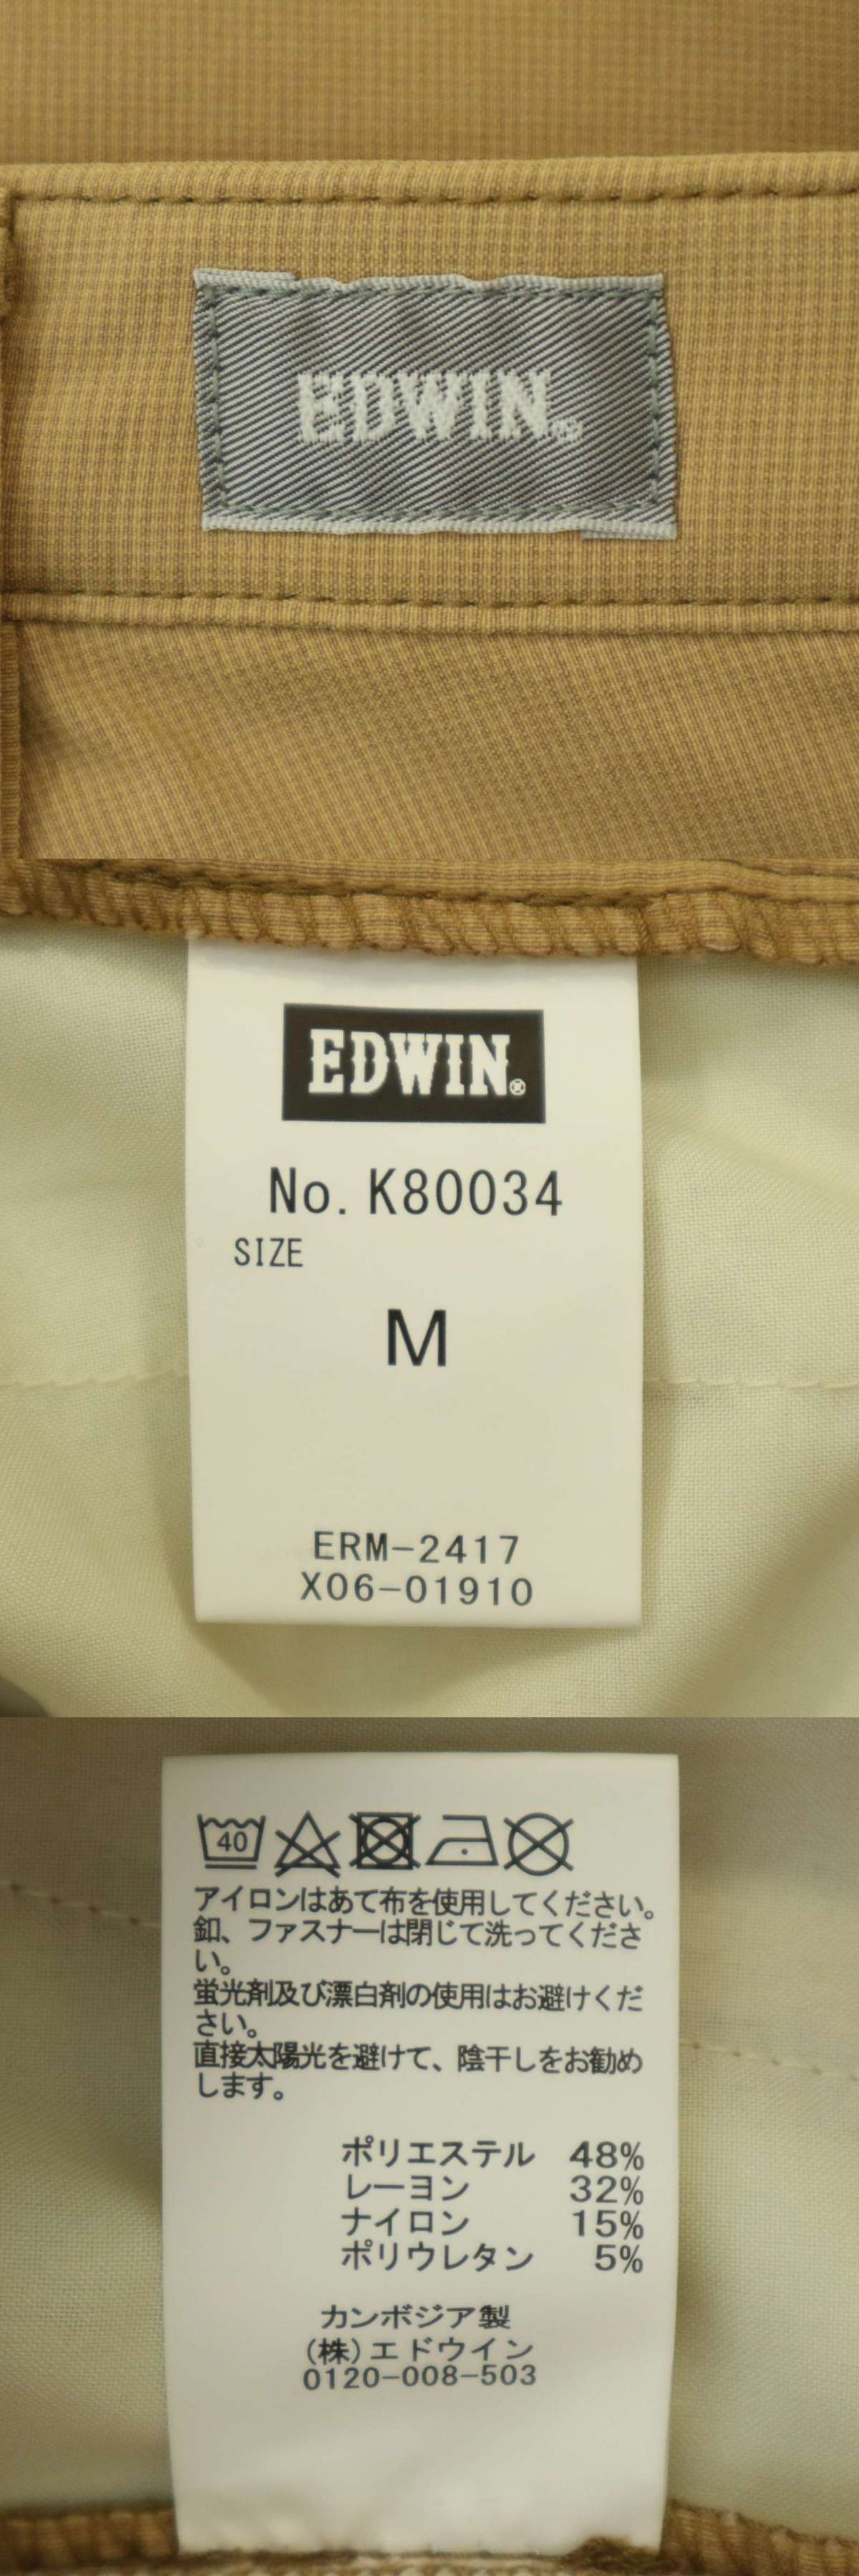 EDWIN®
EDWIN®
No. K80034
SIZE
M
ERM-2417
X06-01910
40
アイロンはあて布を使用してください。
釦、ファスナーは閉じて洗ってくださ
い。
蛍光剤及び漂白剤の使用はお避けくだ
さい。
直接太陽光を避けて、陰干しをお勧め
します。
ポリエステル 48%
レーヨン 32%
ナイロン 15%
ポリウレタン 5%
カンボジア製
(株)エドウイン
0120-008-503